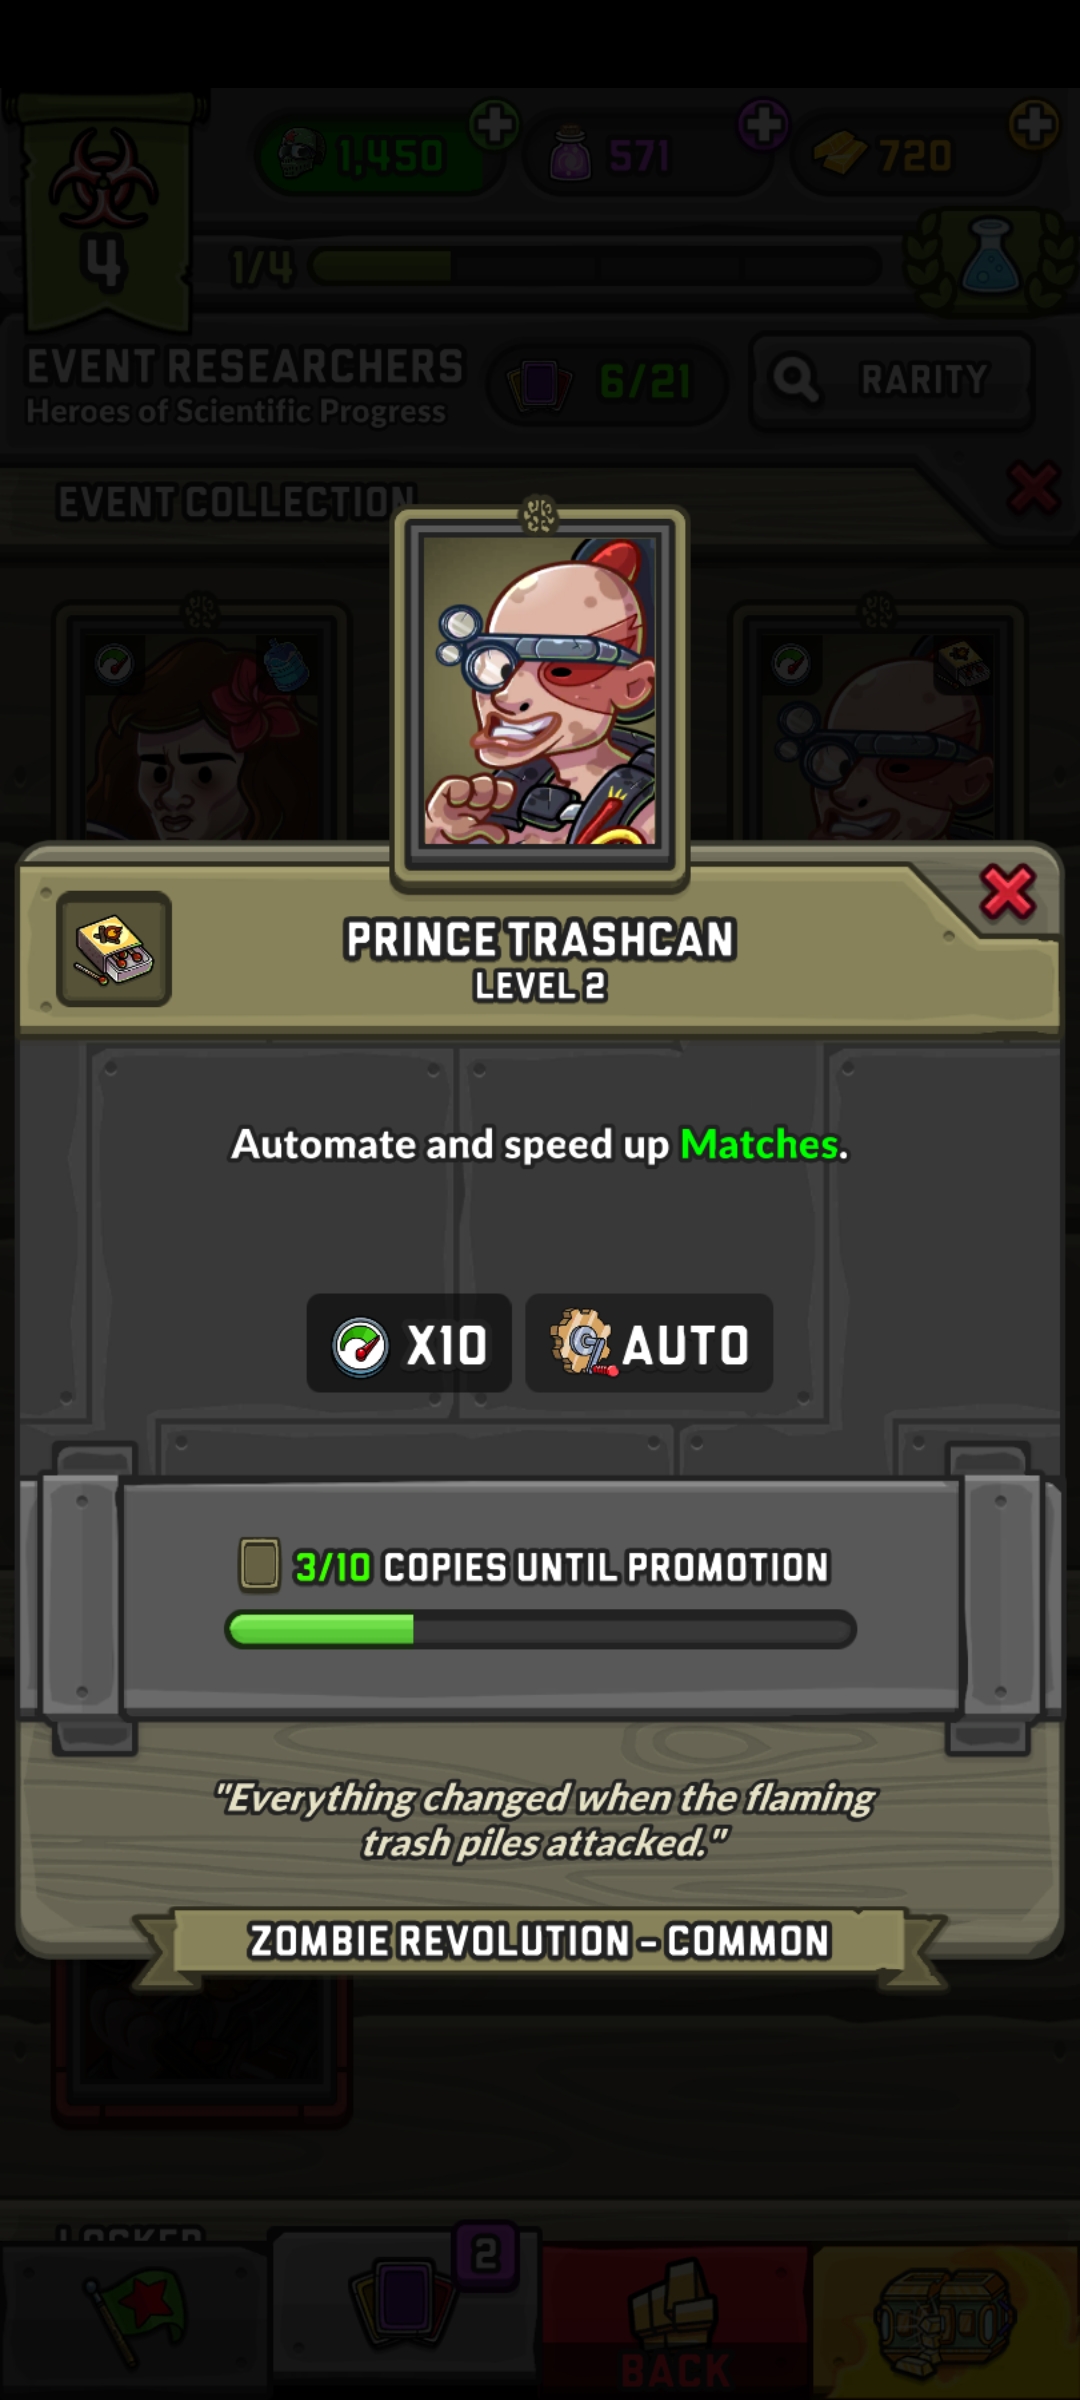 1,450
571
720
4
1/4
EVENT RESEARCHERS
Heroes of Scientific Progress
6/21
RARITY
EVENT COLLECTION
PRINCE TRASHCAN
LEVEL 2
Automate and speed up Matches.
X10
AUTO
3/10 COPIES UNTIL PROMOTION
"Everything changed when the flaming
trash piles attacked."
ZOMBIE REVOLUTION - COMMON
LOCKED
2
BACK